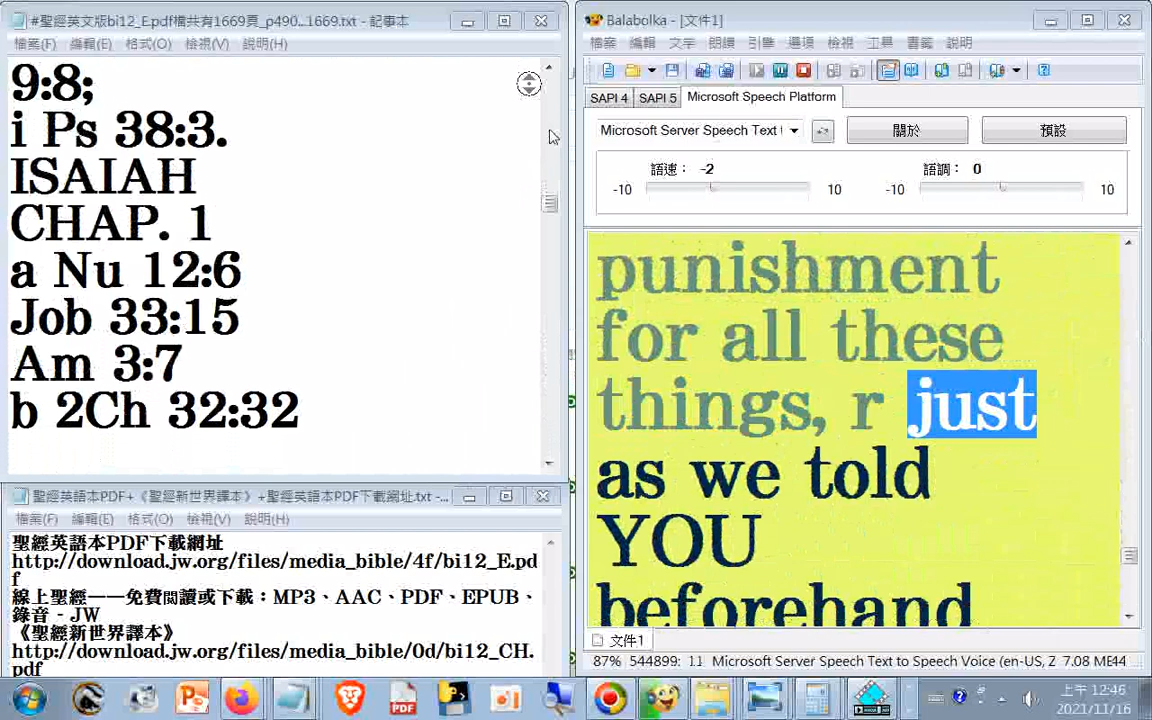 #聖經英文版bi12_E.pdf橫共有1669頁_p490...1669.txt - 記事本
檔案(F) 編輯(E) 格式(O) 檢視(V) 說明(H)
9:8;
i Ps 38:3.
ISAIAH
CHAP. 1
a Nu 12:6
Job 33:15
Am 3:7
b 2Ch 32:32
聖經英語本PDF+《聖經新世界譯本》+聖經英語本PDF下載網址.txt -...
檔案(F) 編輯(E) 格式(O) 檢視(V) 說明(H)
聖經英語本PDF下載網址
http://download.jw.org/files/media_bible/4f/bi12_E.pd
f
線上聖經——免費閱讀或下載：MP3、AAC、PDF、EPUB、
錄音 - JW
《聖經新世界譯本》
http://download.jw.org/files/media_bible/0d/bi12_CH.
pdf
Balabolka - [文件1]
檔案 編輯 文字 朗讀 引擎 選項 檢視 工具 書籤 說明
SAPI 4 SAPI 5 Microsoft Speech Platform
Microsoft Server Speech Text 關於 預設
語速： -2 語調： 0
-10 10 -10 10
punishment
for all these
things, r just
as we told
YOU
beforehand
文件1
87% 544899: 11 Microsoft Server Speech Text to Speech Voice (en-US, Z 7.08 ME44
上午 12:46
2021/11/16